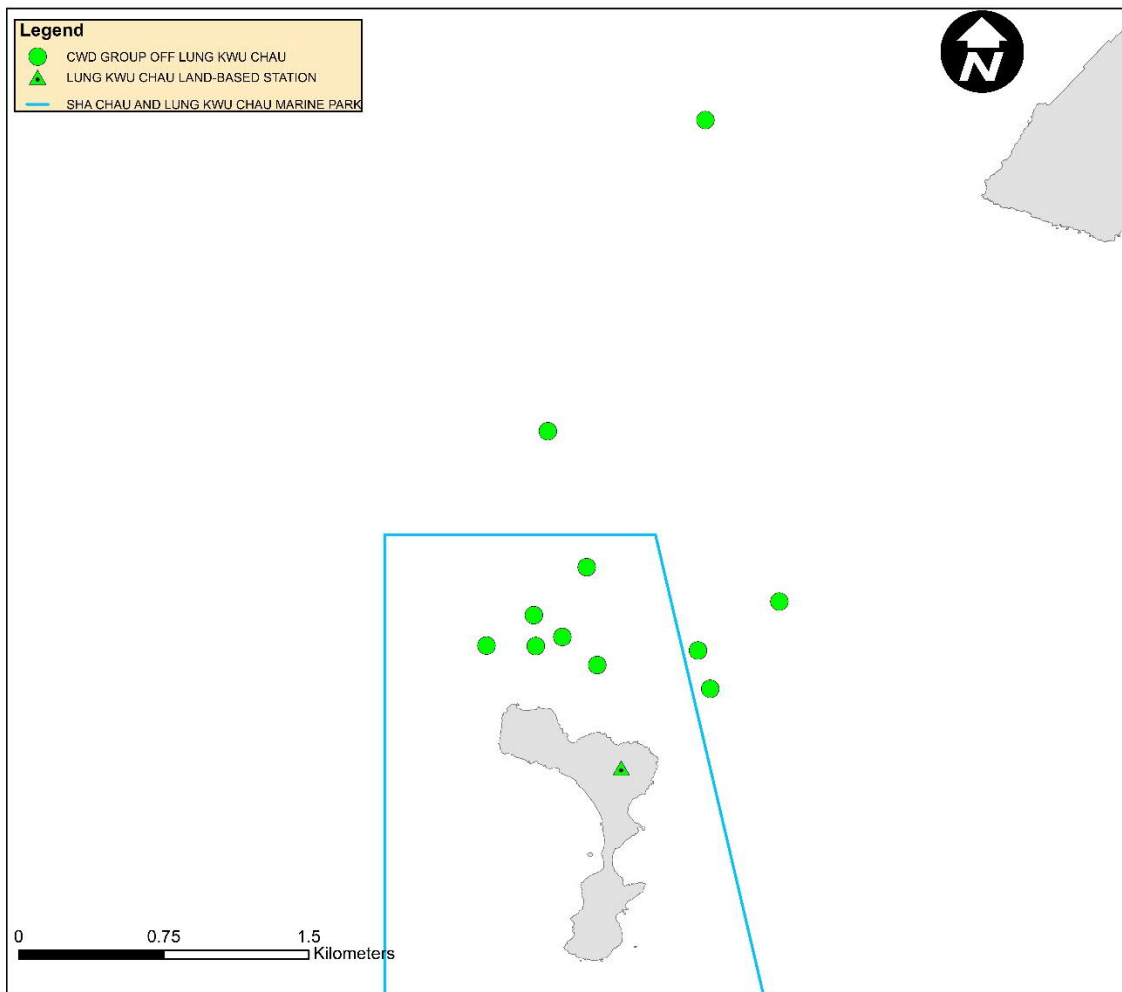 Legend
CWD GROUP OFF LUNG KWU CHAU
LUNG KWU CHAU LAND-BASED STATION
SHA CHAU AND LUNG KWU CHAU MARINE PARK
N
0 0.75 1.5
Kilometers